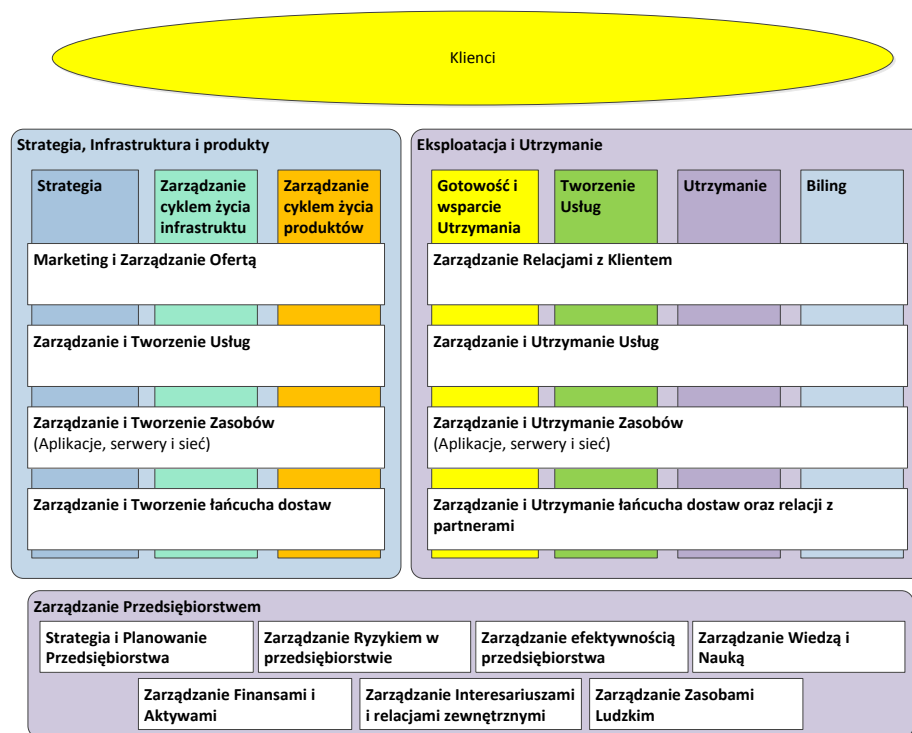 Klienci
Strategia, Infrastruktura i produkty
Strategia
Zarządzanie
cyklem życia
infrastruktu
Zarządzanie
cyklem życia
produktów
Marketing i Zarządzanie Ofertą
Zarządzanie i Tworzenie Usług
Zarządzanie i Tworzenie Zasobów
(Aplikacje, serwery i sieć)
Zarządzanie i Tworzenie łańcucha dostaw
Eksploatacja i Utrzymanie
Gotowość i
wsparcie
Utrzymania
Tworzenie
Usług
Utrzymanie
Biling
Zarządzanie Relacjami z Klientem
Zarządzanie i Utrzymanie Usług
Zarządzanie i Utrzymanie Zasobów
(Aplikacje, serwery i sieć)
Zarządzanie i Utrzymanie łańcucha dostaw oraz relacji z
partnerami
Zarządzanie Przedsiębiorstwem
Strategia i Planowanie
Przedsiębiorstwa
Zarządzanie Ryzykiem w
przedsiębiorstwie
Zarządzanie efektywnością
przedsiębiorstwa
Zarządzanie Wiedzą i
Nauką
Zarządzanie Finansami i
Aktywami
Zarządzanie Interesariuszami
i relacjami zewnętrznymi
Zarządzanie Zasobami
Ludzkim